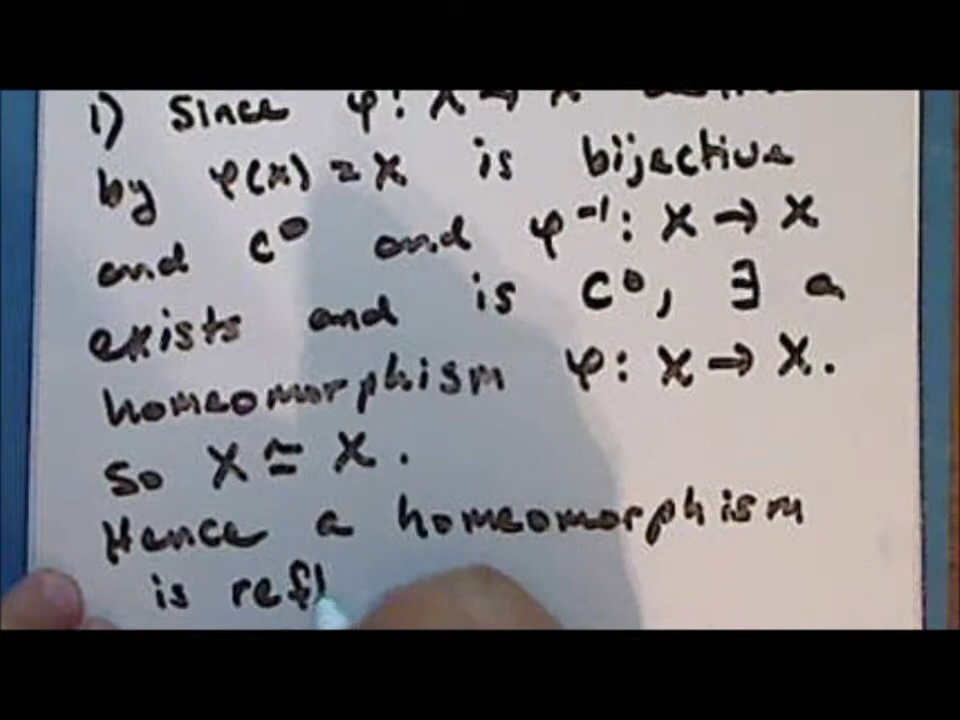 1) Since φ: X → X
by φ(x) = x is bijective
and C⁰ and φ⁻¹: X → X
exists and is C⁰, ∃ a
homeomorphism φ: X → X.
So X ≅ X.
Hence a homeomorphism
is refl